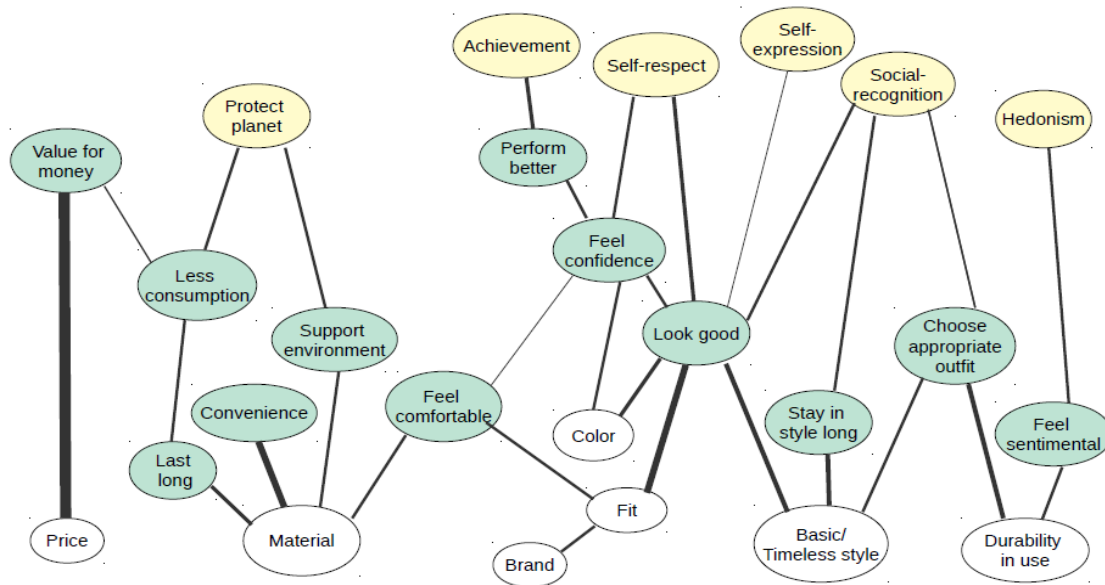 Achievement
Self-respect
Self-
expression
Social-
recognition
Protect
planet
Hedonism
Value for
money
Perform
better
Feel
confidence
Less
consumption
Support
environment
Look good
Choose
appropriate
outfit
Convenience
Feel
comfortable
Color
Stay in
style long
Feel
sentimental
Last
long
Price
Material
Fit
Brand
Basic/
Timeless style
Durability
in use